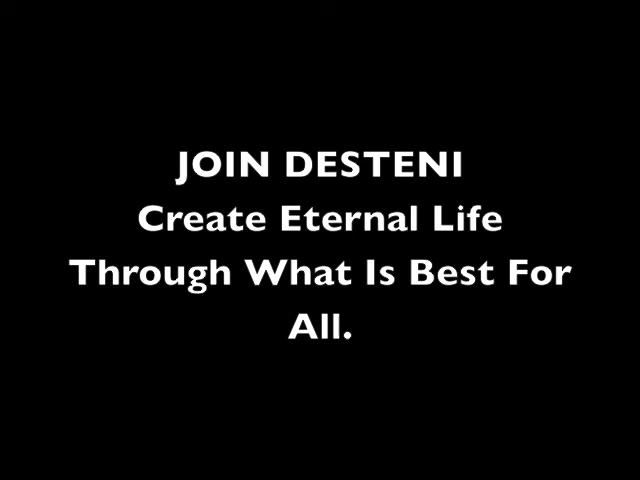 JOIN DESTENI
Create Eternal Life
Through What Is Best For
All.